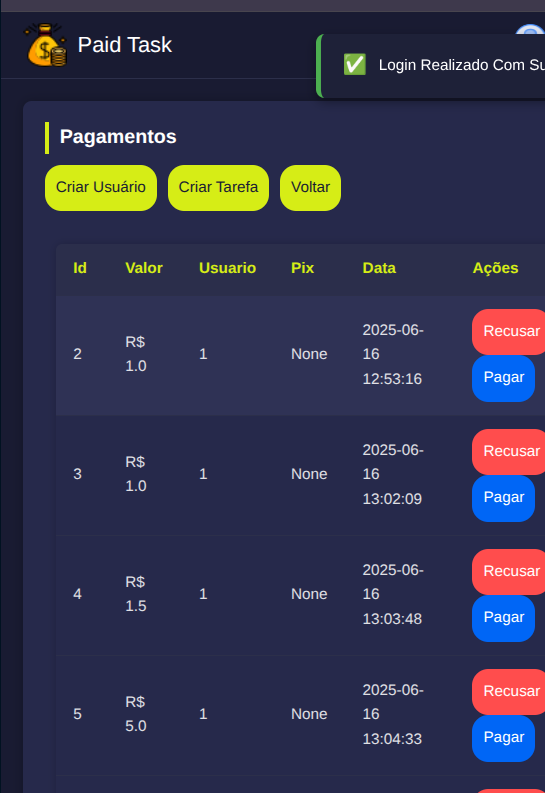 Paid Task
Login Realizado Com
Pagamentos
Criar Usuário Criar Tarefa Voltar
Id Valor Usuario Pix Data Ações
2 R$ 1.0 1 None 2025-06-16 12:53:16 Recusar Pagar
3 R$ 1.0 1 None 2025-06-16 13:02:09 Recusar Pagar
4 R$ 1.5 1 None 2025-06-16 13:03:48 Recusar Pagar
5 R$ 5.0 1 None 2025-06-16 13:04:33 Recusar Pagar